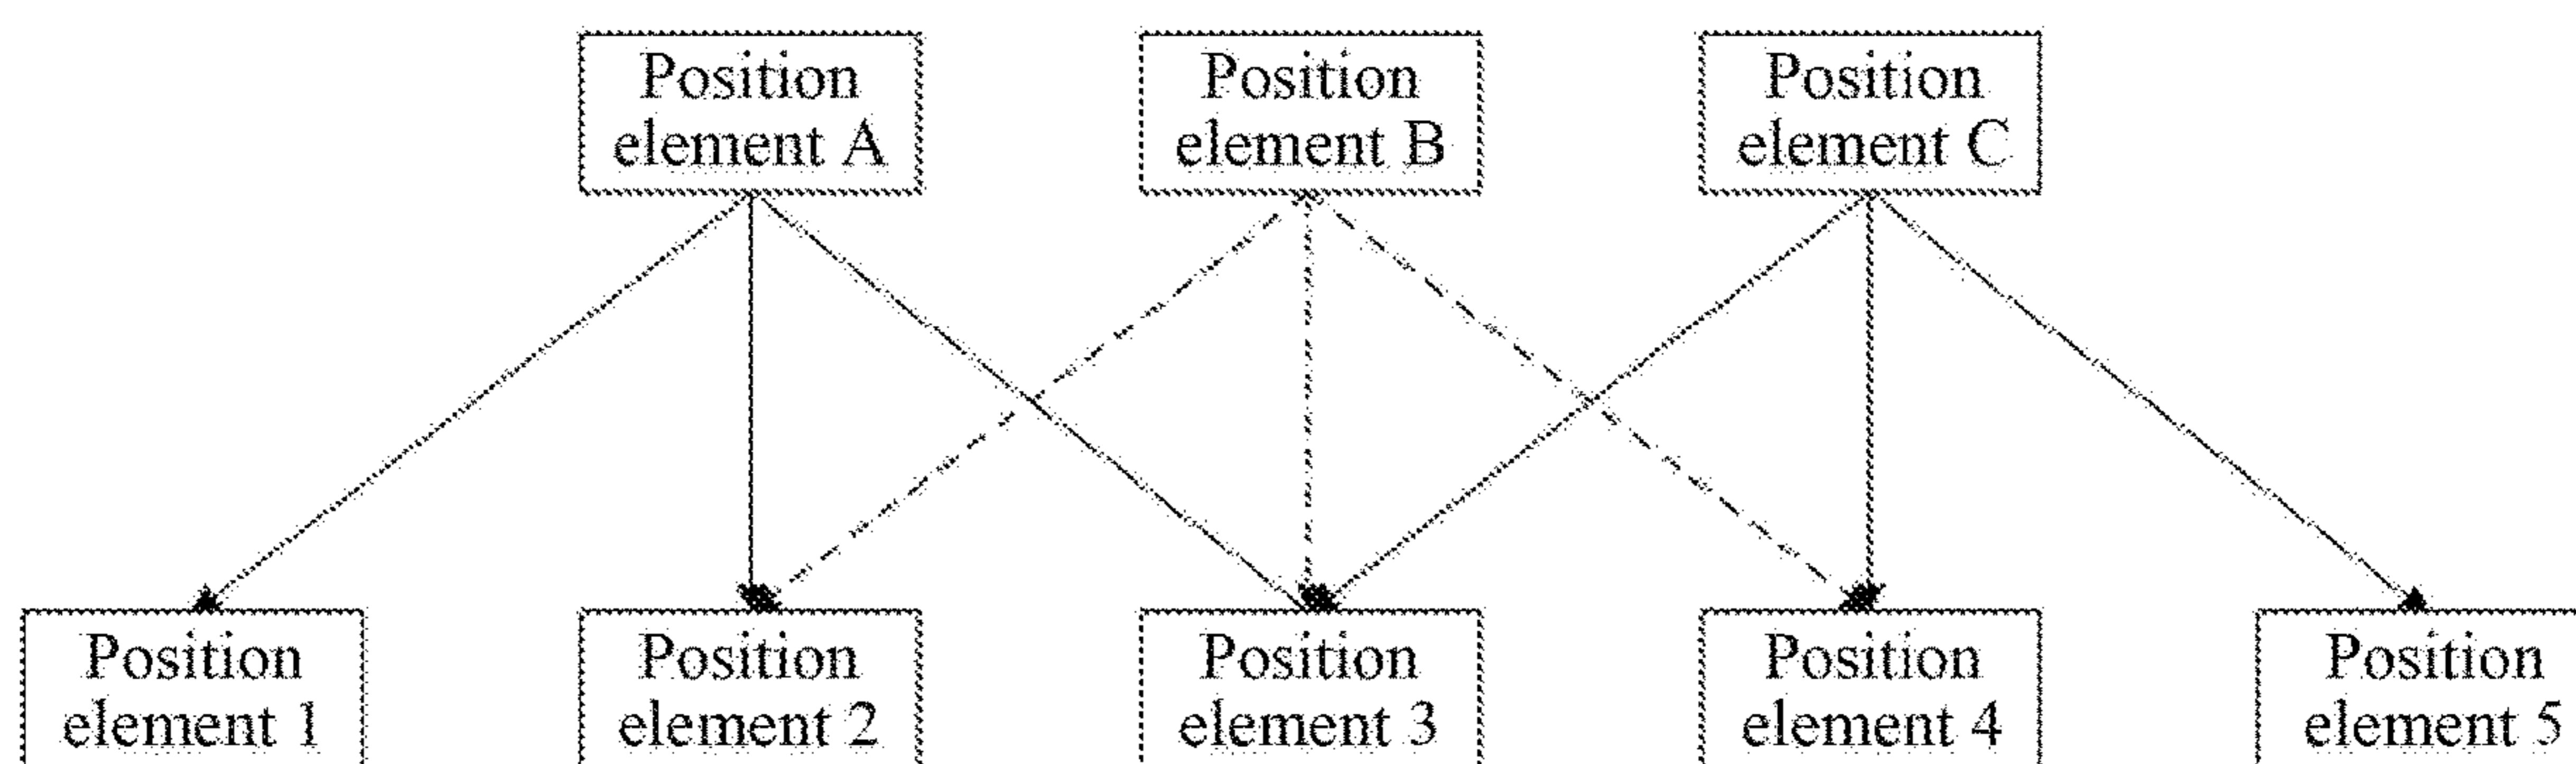 Position
element A
Position
element B
Position
element C
Position
element 1
Position
element 2
Position
element 3
Position
element 4
Position
element 5